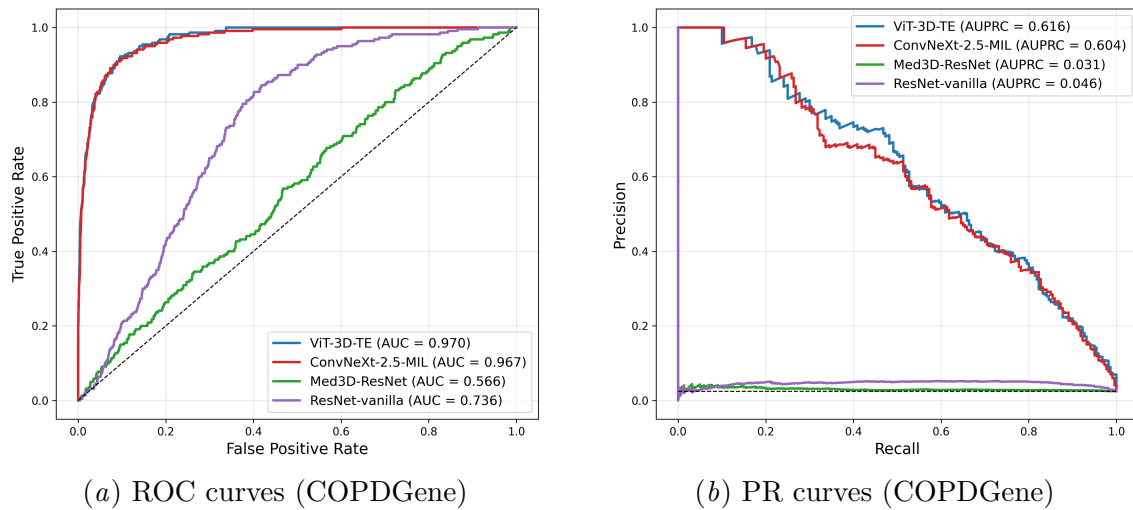 True Positive Rate
1.0
0.8
0.6
0.4
0.2
0.0
ViT-3D-TE (AUC = 0.970)
ConvNeXt-2.5-MIL (AUC = 0.967)
Med3D-ResNet (AUC = 0.566)
ResNet-vanilla (AUC = 0.736)
0.0 0.2 0.4 0.6 0.8 1.0
False Positive Rate
(a) ROC curves (COPDGene)
Precision
1.0
0.8
0.6
0.4
0.2
0.0
ViT-3D-TE (AUPRC = 0.616)
ConvNeXt-2.5-MIL (AUPRC = 0.604)
Med3D-ResNet (AUPRC = 0.031)
ResNet-vanilla (AUPRC = 0.046)
0.0 0.2 0.4 0.6 0.8 1.0
Recall
(b) PR curves (COPDGene)